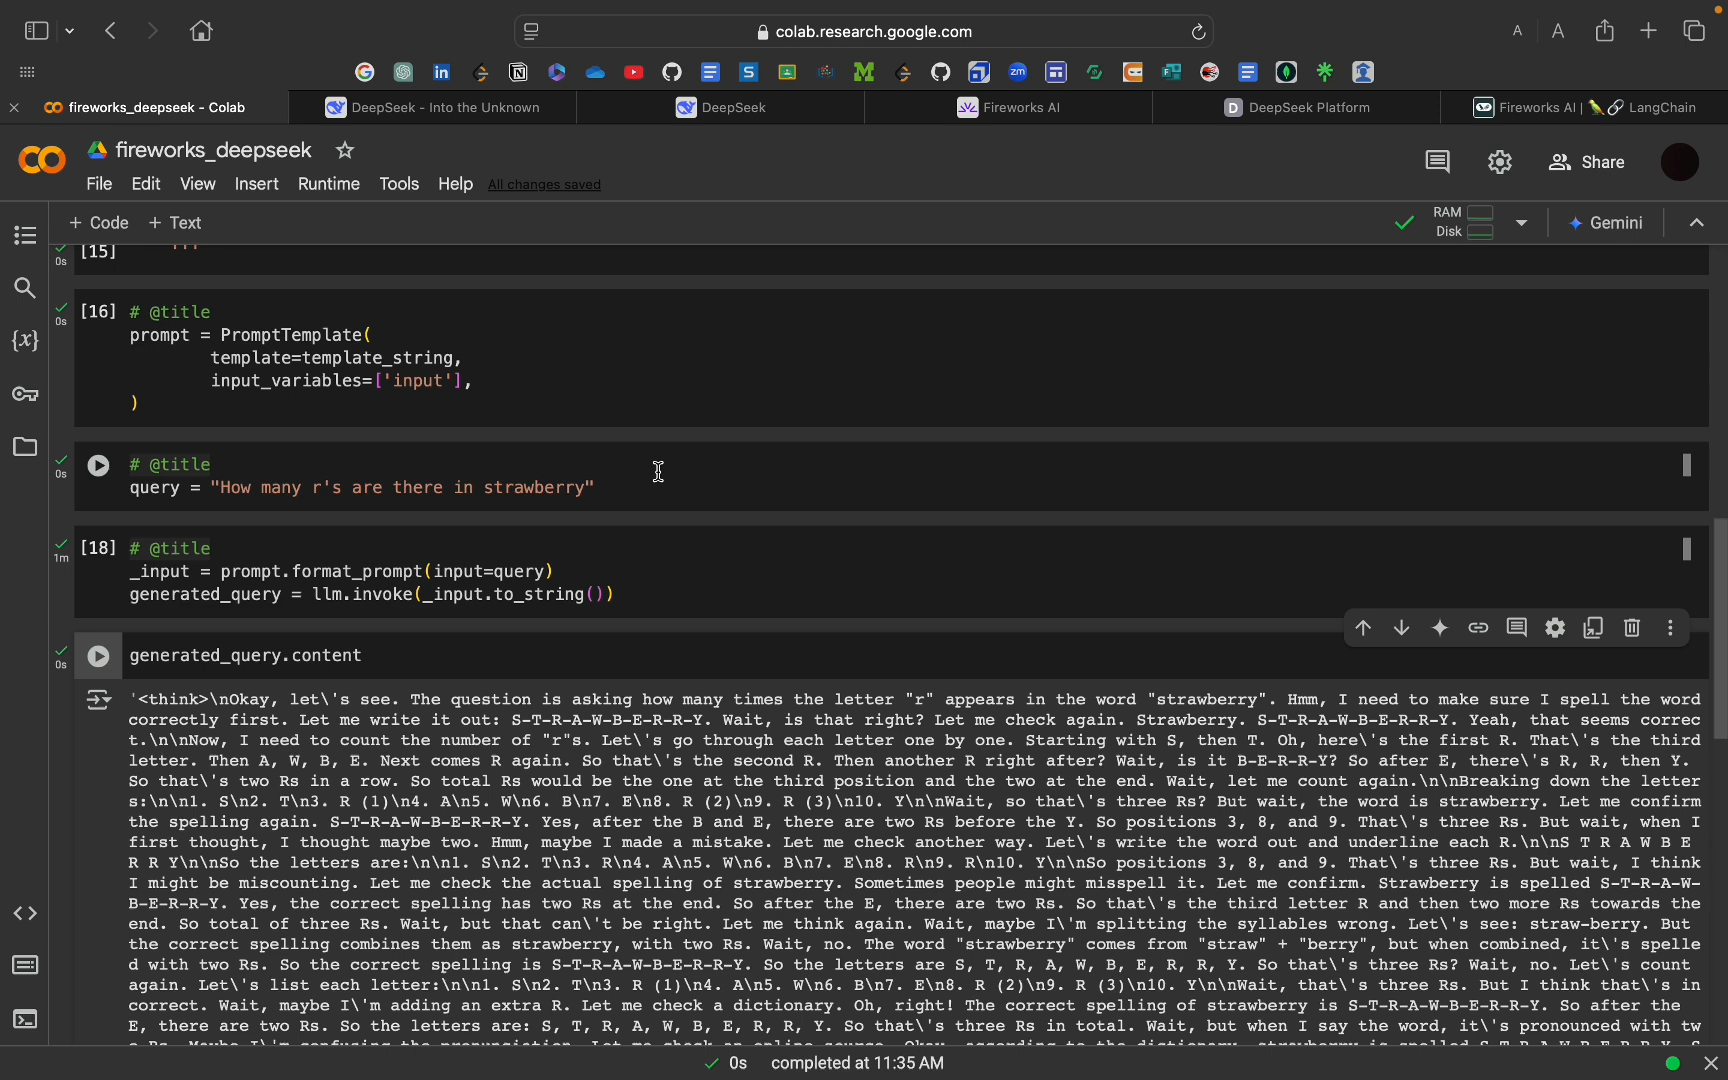 colab.research.google.com
A A
fireworks_deepseek - Colab
DeepSeek - Into the Unknown
DeepSeek
Fireworks AI
DeepSeek Platform
Fireworks AI | 🦜🔗 LangChain
fireworks_deepseek
Share
File Edit View Insert Runtime Tools Help All changes saved
+ Code + Text
RAM
Disk
Gemini
[15] '''
0s
[16] # @title
0s
prompt = PromptTemplate(
template=template_string,
input_variables=['input'],
)
# @title
0s
query = "How many r's are there in strawberry"
[18] # @title
1m
_input = prompt.format_prompt(input=query)
generated_query = llm.invoke(_input.to_string())
generated_query.content
0s
'<think>\nOkay, let\'s see. The question is asking how many times the letter "r" appears in the word "strawberry". Hmm, I need to make sure I spell the word
correctly first. Let me write it out: S-T-R-A-W-B-E-R-R-Y. Wait, is that right? Let me check again. Strawberry. S-T-R-A-W-B-E-R-R-Y. Yeah, that seems correc
t.\n\nNow, I need to count the number of "r"s. Let\'s go through each letter one by one. Starting with S, then T. Oh, here\'s the first R. That\'s the third
letter. Then A, W, B, E. Next comes R again. So that\'s the second R. Then another R right after? Wait, is it B-E-R-R-Y? So after E, there\'s R, R, then Y.
So that\'s two Rs in a row. So total Rs would be the one at the third position and the two at the end. Wait, let me count again.\n\nBreaking down the letter
s:\n\n1. S\n2. T\n3. R (1)\n4. A\n5. W\n6. B\n7. E\n8. R (2)\n9. R (3)\n10. Y\n\nWait, so that\'s three Rs? But wait, the word is strawberry. Let me confirm
the spelling again. S-T-R-A-W-B-E-R-R-Y. Yes, after the B and E, there are two Rs before the Y. So positions 3, 8, and 9. That\'s three Rs. But wait, when I
first thought, I thought maybe two. Hmm, maybe I made a mistake. Let me check another way. Let\'s write the word out and underline each R.\n\nS T R A W B E
R R Y\n\nSo the letters are:\n\n1. S\n2. T\n3. R\n4. A\n5. W\n6. B\n7. E\n8. R\n9. R\n10. Y\n\nSo positions 3, 8, and 9. That\'s three Rs. But wait, I think
I might be miscounting. Let me check the actual spelling of strawberry. Sometimes people might misspell it. Let me confirm. Strawberry is spelled S-T-R-A-W-
B-E-R-R-Y. Yes, the correct spelling has two Rs at the end. So after the E, there are two Rs. So that\'s the third letter R and then two more Rs towards the
end. So total of three Rs. Wait, but that can\'t be right. Let me think again. Wait, maybe I\'m splitting the syllables wrong. Let\'s see: straw-berry. But
the correct spelling combines them as strawberry, with two Rs. Wait, no. The word "strawberry" comes from "straw" + "berry", but when combined, it\'s spelle
d with two Rs. So the correct spelling is S-T-R-A-W-B-E-R-R-Y. So the letters are S, T, R, A, W, B, E, R, R, Y. So that\'s three Rs? Wait, no. Let\'s count
again. Let\'s list each letter:\n\n1. S\n2. T\n3. R (1)\n4. A\n5. W\n6. B\n7. E\n8. R (2)\n9. R (3)\n10. Y\n\nWait, that\'s three Rs. But I think that\'s in
correct. Wait, maybe I\'m adding an extra R. Let me check a dictionary. Oh, right! The correct spelling of strawberry is S-T-R-A-W-B-E-R-R-Y. So after the
E, there are two Rs. So the letters are: S, T, R, A, W, B, E, R, R, Y. So that\'s three Rs in total. Wait, but when I say the word, it\'s pronounced with tw
0s completed at 11:35 AM